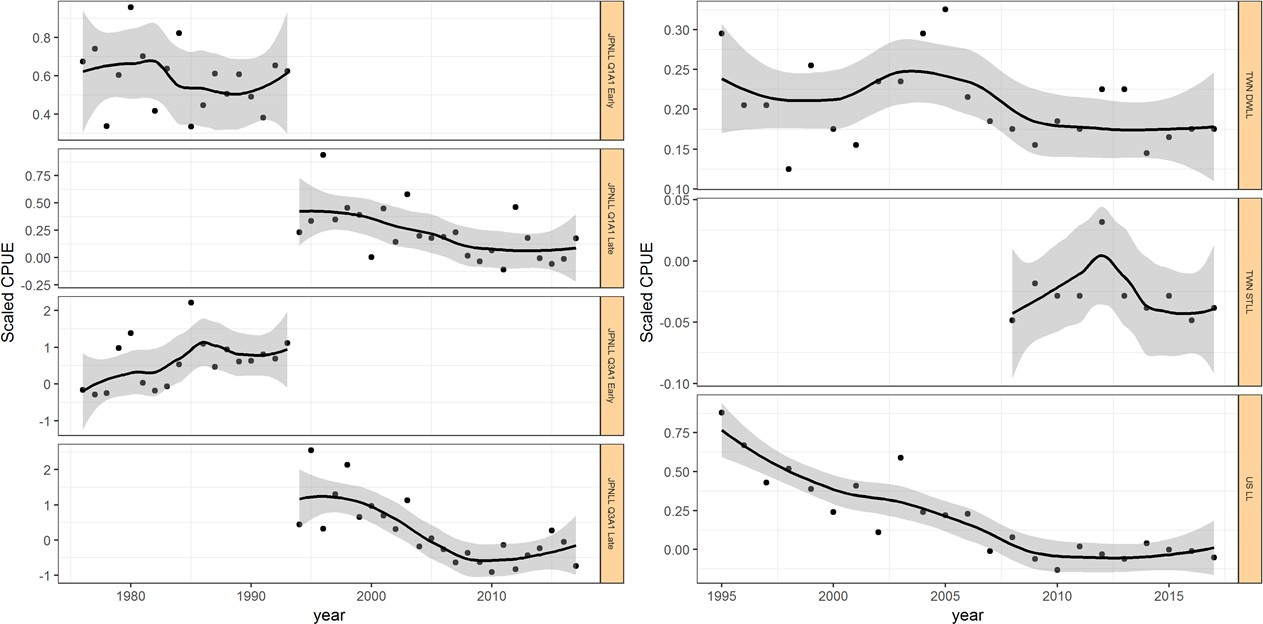 Scaled CPUE
0.8
0.6
0.4
JPNLL Q1A1 Early
0.75
0.50
0.25
0.00
-0.25
JPNLL Q1A1 Late
2
1
0
-1
JPNLL Q3A1 Early
2
1
0
-1
JPNLL Q3A1 Late
1980 1990 2000 2010
year
Scaled CPUE
0.30
0.25
0.20
0.15
0.10
TWN DWLL
0.05
0.00
-0.05
-0.10
TWN STLL
0.75
0.50
0.25
0.00
US LL
1995 2000 2005 2010 2015
year